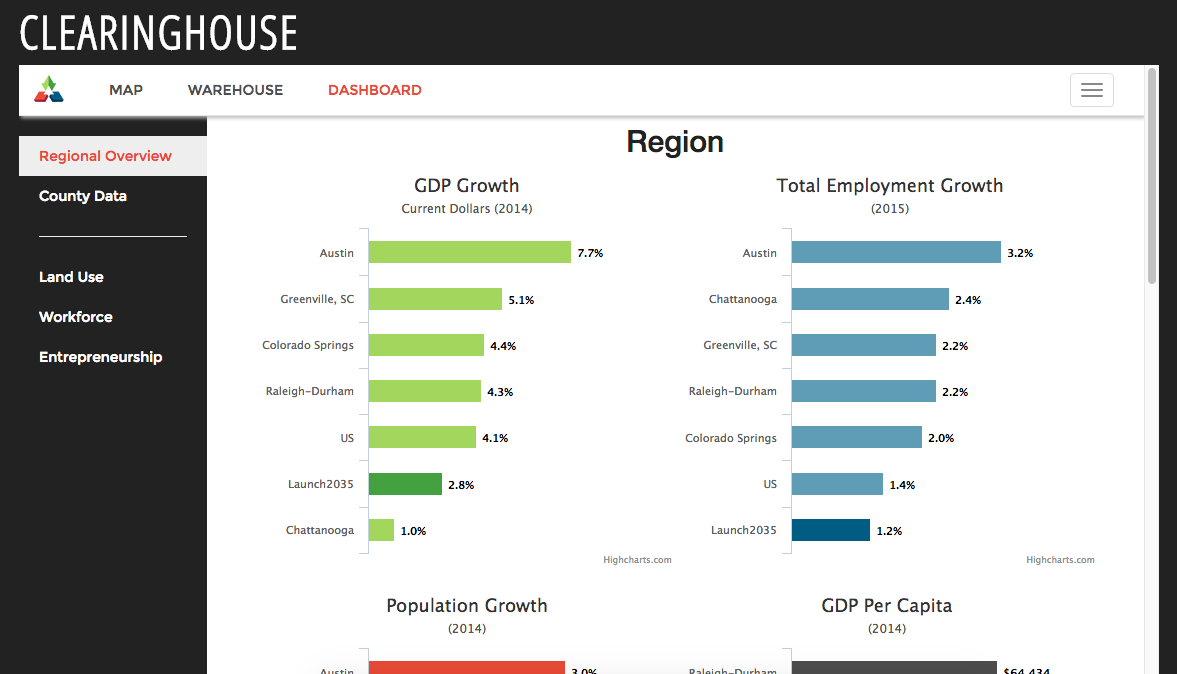 CLEARINGHOUSE
MAP WAREHOUSE DASHBOARD
Regional Overview
County Data
Land Use
Workforce
Entrepreneurship
Region
GDP Growth
Current Dollars (2014)
Austin 7.7%
Greenville, SC 5.1%
Colorado Springs 4.4%
Raleigh-Durham 4.3%
US 4.1%
Launch2035 2.8%
Chattanooga 1.0%
Highcharts.com
Total Employment Growth
(2015)
Austin 3.2%
Chattanooga 2.4%
Greenville, SC 2.2%
Raleigh-Durham 2.2%
Colorado Springs 2.0%
US 1.4%
Launch2035 1.2%
Highcharts.com
Population Growth
(2014)
Austin 3.0%
GDP Per Capita
(2014)
Raleigh-Durham $64,434